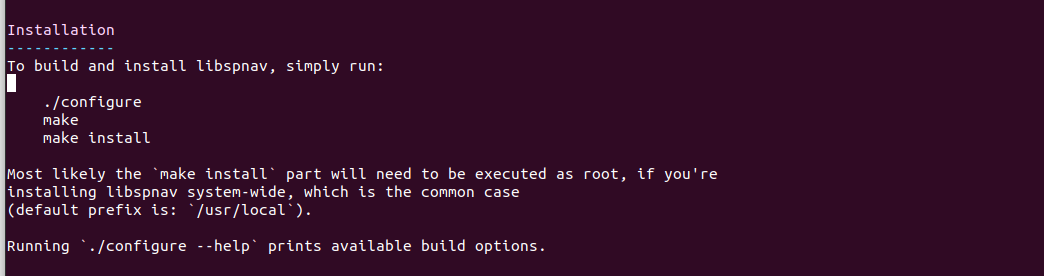 Installation
------------
To build and install libspnav, simply run:
./configure
make
make install
Most likely the `make install` part will need to be executed as root, if you're
installing libspnav system-wide, which is the common case
(default prefix is: `/usr/local`).
Running `./configure --help` prints available build options.